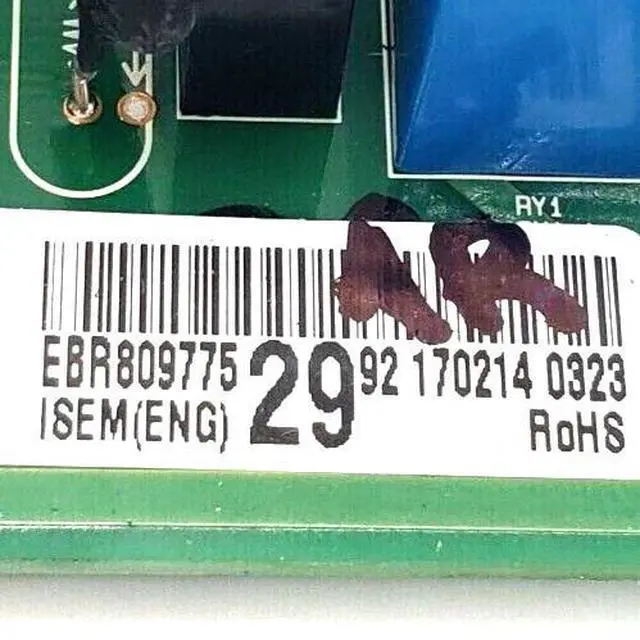 RY1
EBR809775 29 92 170214 0323
ISEM(ENG) RoHS